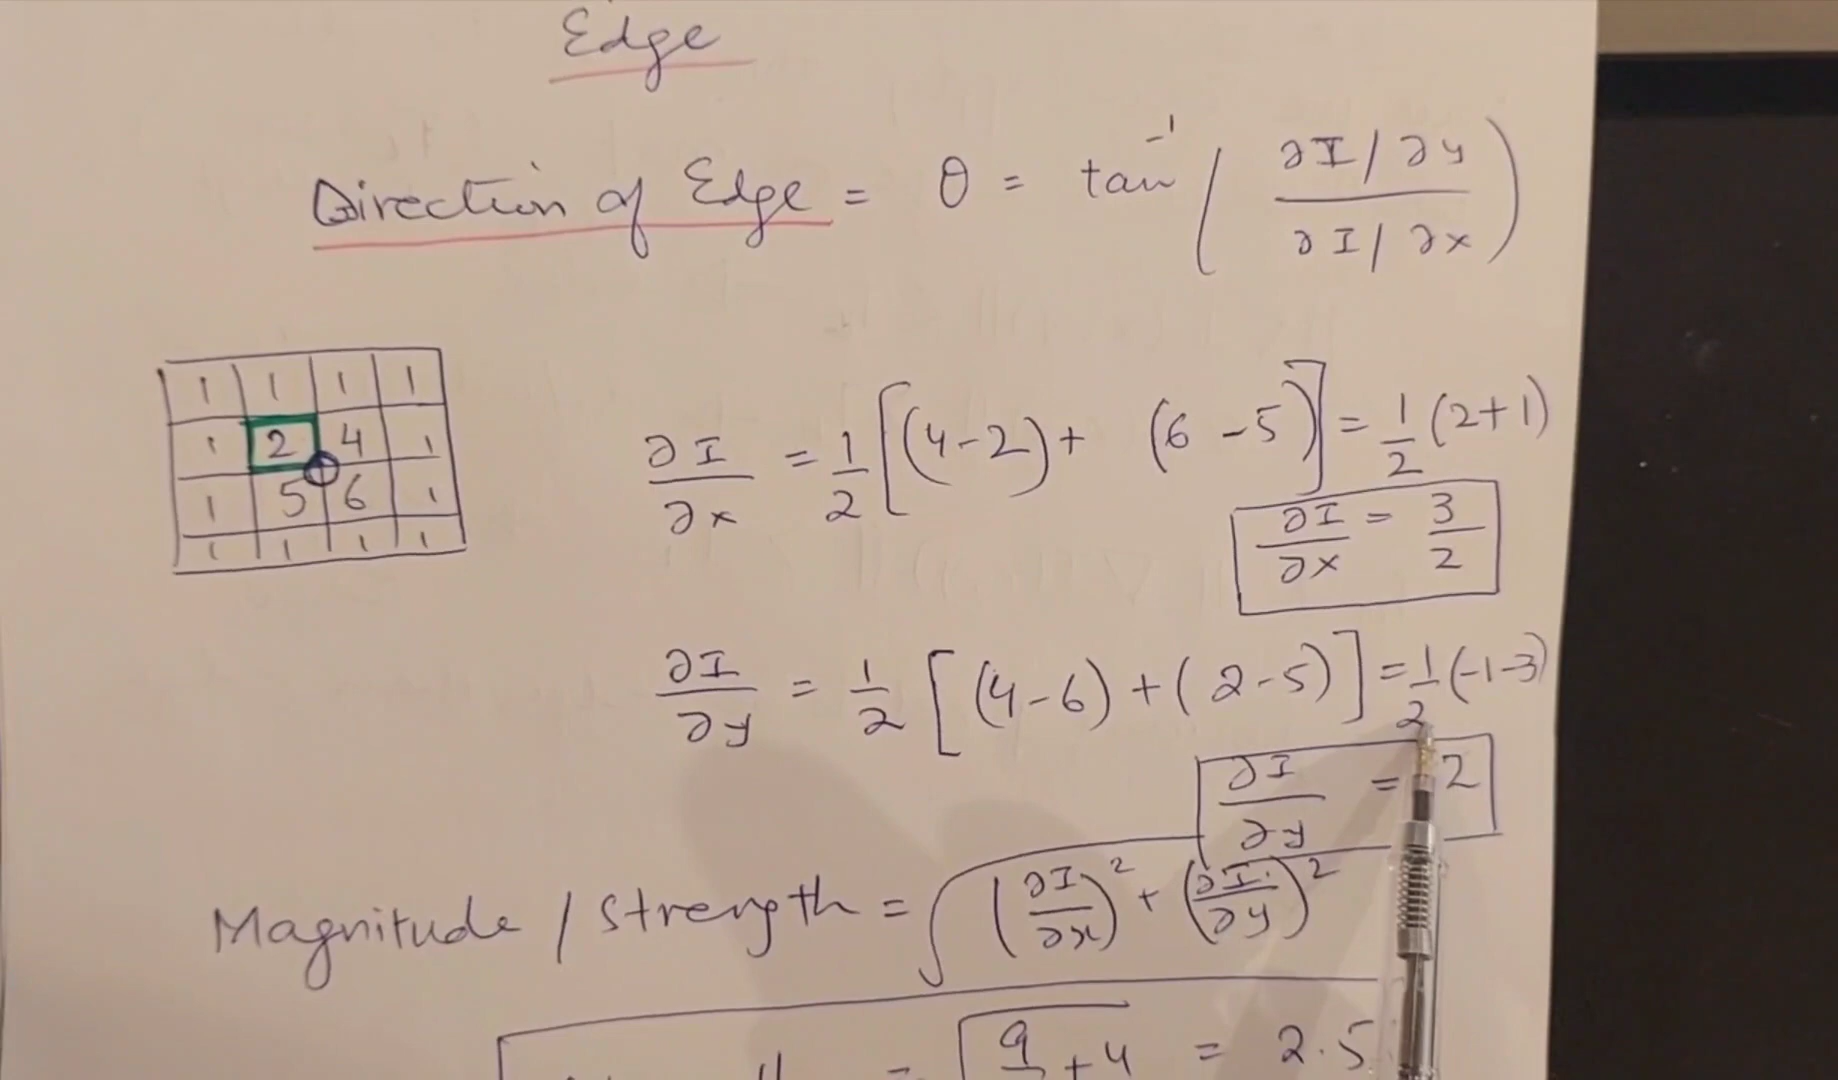 Edge
Direction of Edge = θ = tan⁻¹ ( ∂I/∂y / ∂I/∂x )
1 1 1 1
1 2 4 1
1 5 6 1
1 1 1 1
∂I/∂x = 1/2 [(4-2)+ (6-5)] = 1/2 (2+1)
∂I/∂x = 3/2
∂I/∂y = 1/2 [(4-6)+(2-5)] = 1/2 (-1-3)
∂I/∂y = 2
Magnitude / Strength = √ (∂I/∂x)² + (∂I/∂y)²
= √ 9 + 4 = 2.5